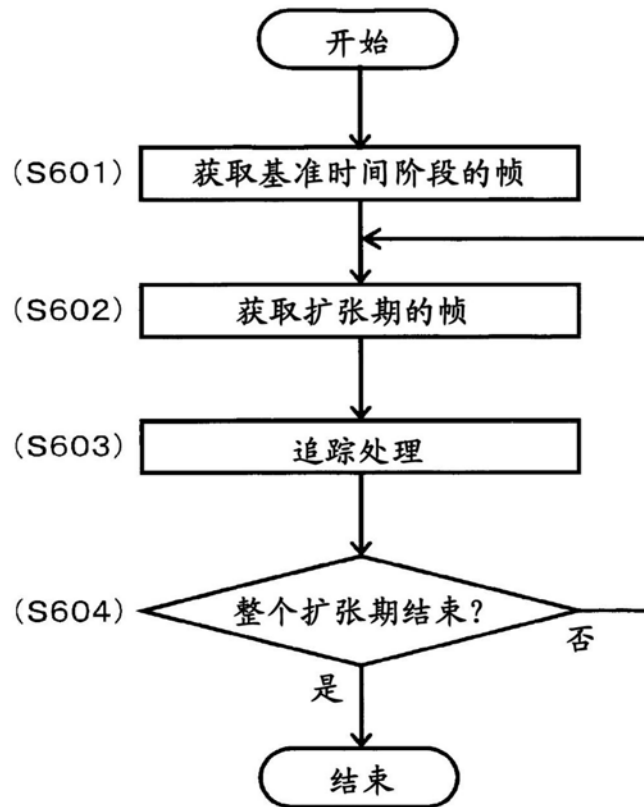 开始
(S601)
获取基准时间阶段的帧
(S602)
获取扩张期的帧
(S603)
追踪处理
(S604)
整个扩张期结束?
否
是
结束